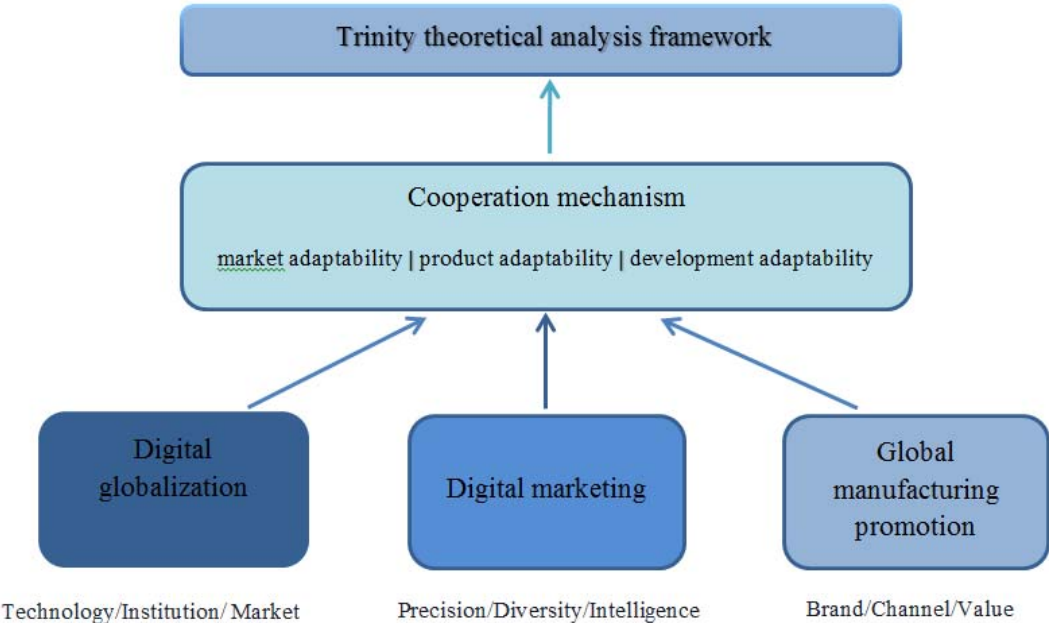 Trinity theoretical analysis framework
Cooperation mechanism
market adaptability | product adaptability | development adaptability
Digital
globalization
Digital marketing
Global
manufacturing
promotion
Technology/Institution/ Market
Precision/Diversity/Intelligence
Brand/Channel/Value